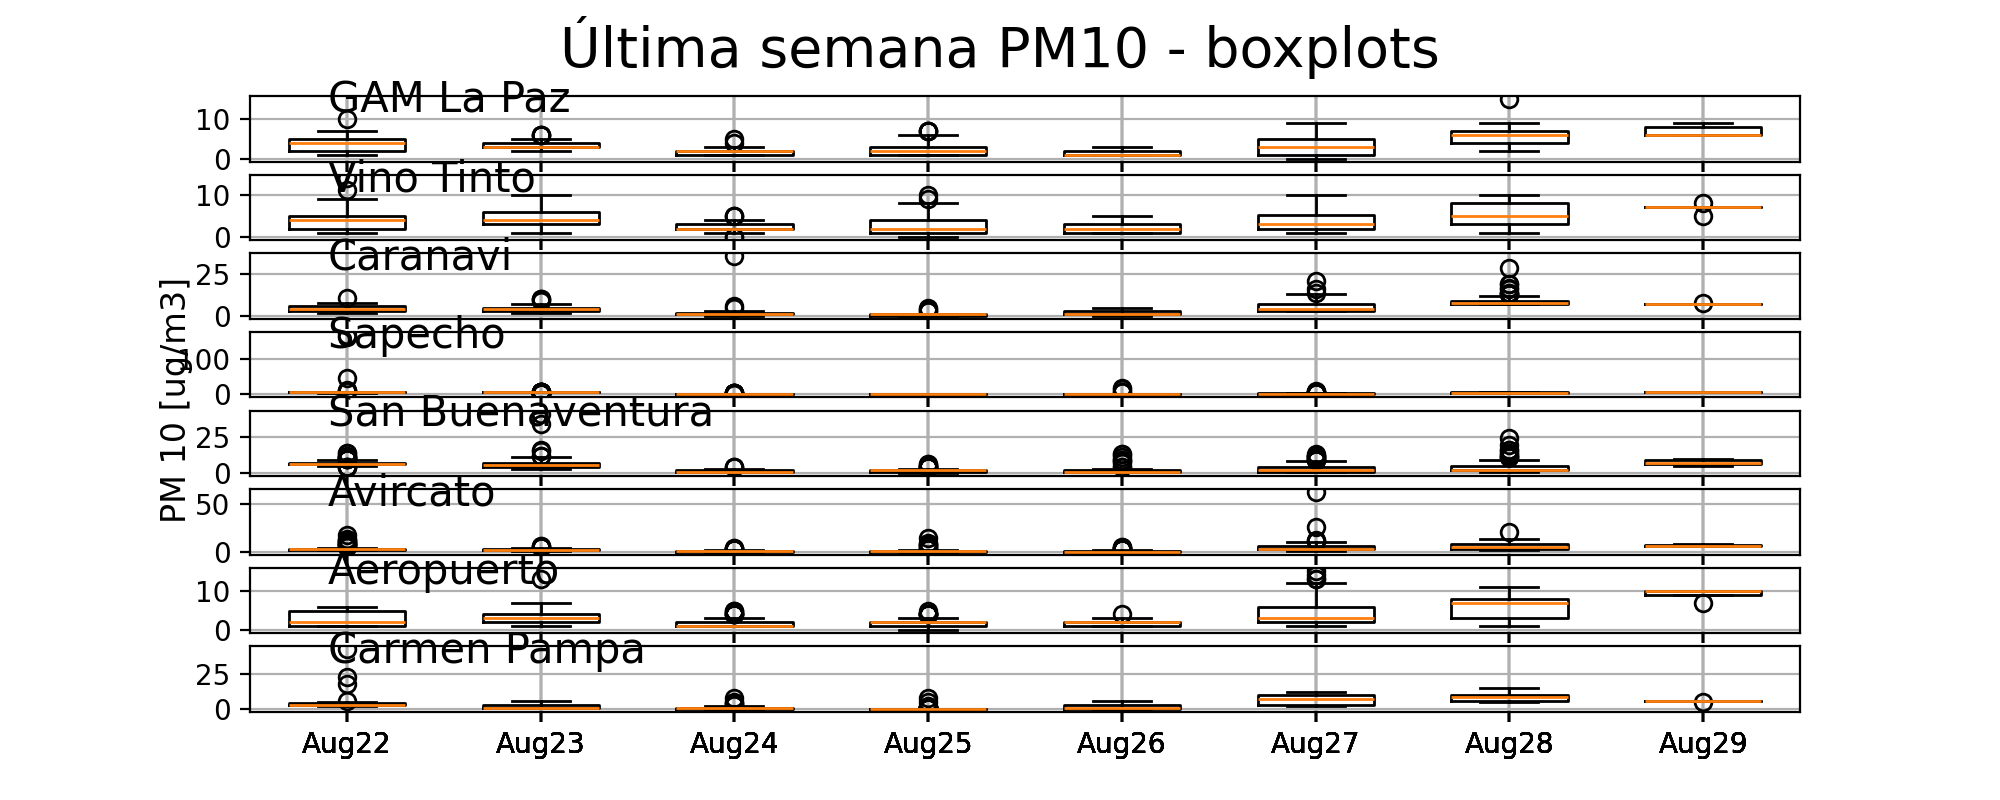 Última semana PM10 - boxplots
GAM La Paz
10
0
Vino Tinto
10
0
Caranavi
25
0
Sapecho
100
0
San Buenaventura
25
0
Avircato
50
0
Aeropuerto
10
0
Carmen Pampa
25
0
PM 10 [ug/m3]
Aug22 Aug23 Aug24 Aug25 Aug26 Aug27 Aug28 Aug29